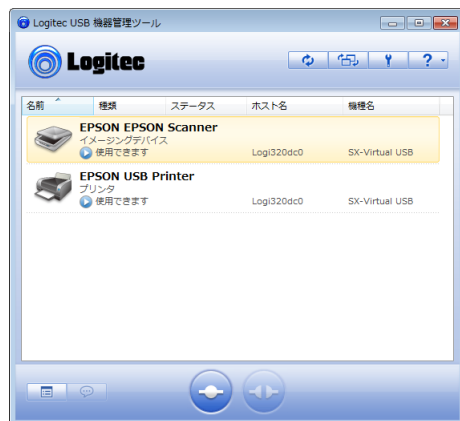 Logitec USB 機器管理ツール
Logitec
?
名前 種類 ステータス ホスト名 機種名
EPSON EPSON Scanner
イメージングデバイス
使用できます Logi320dc0 SX-Virtual USB
EPSON USB Printer
プリンタ
使用できます Logi320dc0 SX-Virtual USB